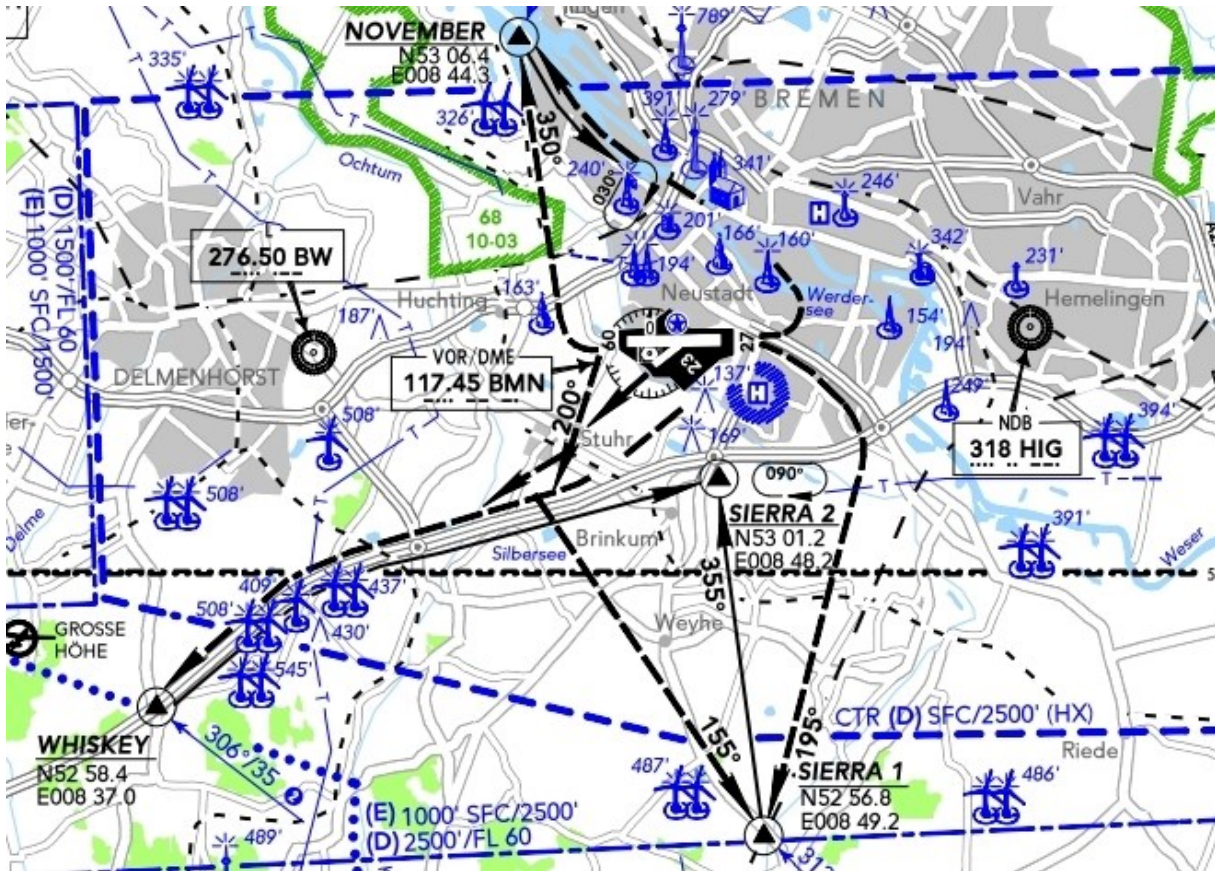 NOVEMBER
N53 06.4
E008 44.3
789'
335'
326'
391'
279'
BREMEN
T
Ochtum
350°
240'
030°
341'
246'
H
Vahr
68
10-03
201'
166'
160'
342'
231'
(D) 1500'/FL 60
(E) 1000' SFC/1500'
276.50 BW
194'
163'
Huchting
Neustadt
Werder-
see
Hemelingen
187'
154'
194'
09
27
23
VOR/DME
117.45 BMN
DELMENHORST
137'
H
249'
NDB
318 HIG
394'
200°
Stuhr
169'
508'
508'
090°
T
SIERRA 2
N53 01.2
E008 48.2
Delme
Brinkum
Silbersee
391'
Weser
409'
437'
508'
430'
355°
GROSSE
HÖHE
Weyhe
545'
WHISKEY
N52 58.4
E008 37.0
306°/35
155°
195°
CTR (D) SFC/2500' (HX)
Riede
487'
SIERRA 1
N52 56.8
E008 49.2
486'
(E) 1000' SFC/2500'
(D) 2500'/FL 60
489'